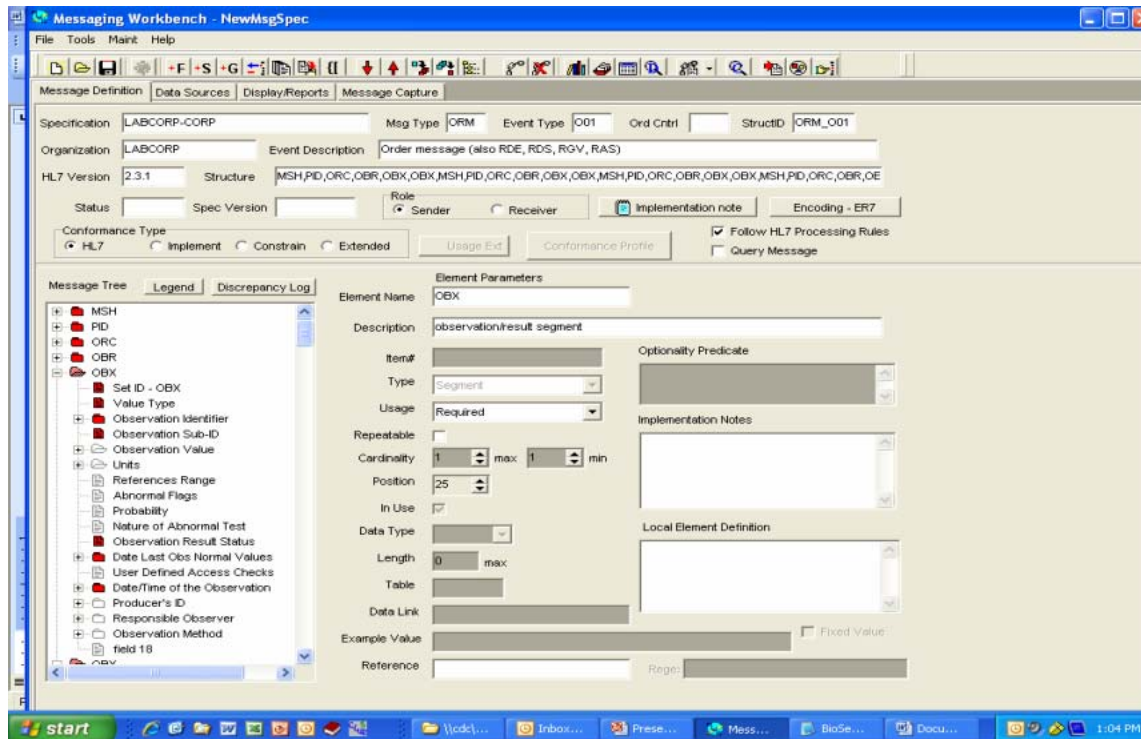 Messaging Workbench - NewMsgSpec
File Tools Maint Help
+F +S +G
Message Definition Data Sources Display/Reports Message Capture
Specification LABCORP-CORP Msg Type ORM Event Type O01 Ord Cntrl StructID ORM_O01
Organization LABCORP Event Description Order message (also RDE, RDS, RGV, RAS)
HL7 Version 2.3.1 Structure MSH,PID,ORC,OBR,OBX,OBX,MSH,PID,ORC,OBR,OBX,OBX,MSH,PID,ORC,OBR,OBX,OBX,MSH,PID,ORC,OBR,OE
Status Spec Version Role Sender Receiver Implementation note Encoding - ER7
Conformance Type
HL7 Implement Constrain Extended Usage Ext Conformance Profile
Follow HL7 Processing Rules
Query Message
Message Tree Legend Discrepancy Log
MSH
PID
ORC
OBR
OBX
Set ID - OBX
Value Type
Observation Identifier
Observation Sub-ID
Observation Value
Units
References Range
Abnormal Flags
Probability
Nature of Abnormal Test
Observation Result Status
Date Last Obs Normal Values
User Defined Access Checks
Date/Time of the Observation
Producer's ID
Responsible Observer
Observation Method
field 18
OBX
Element Parameters
Element Name OBX
Description observation/result segment
Item#
Type Segment
Usage Required
Repeatable
Cardinality 1 max 1 min
Position 25
In Use
Data Type
Length 0 max
Table
Data Link
Example Value Fixed Value
Reference Rege:
Optionality Predicate
Implementation Notes
Local Element Definition
start \\cdc\... Inbox... Prese... Mess... BioSe... Docu... 1:04 PM